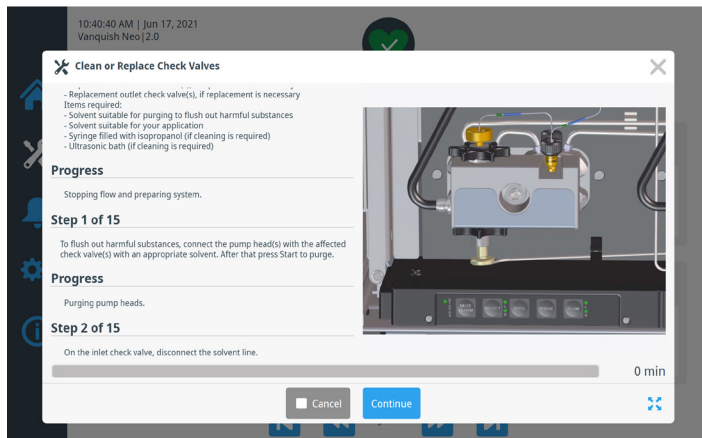 10:40:40 AM | Jun 17, 2021
Vanquish Neo|2.0
Clean or Replace Check Valves
- Replacement outlet check valve(s), if replacement is necessary
Items required:
- Solvent suitable for purging to flush out harmful substances
- Solvent suitable for your application
- Syringe filled with isopropanol (if cleaning is required)
- Ultrasonic bath (if cleaning is required)
Progress
Stopping flow and preparing system.
Step 1 of 15
To flush out harmful substances, connect the pump head(s) with the affected
check valve(s) with an appropriate solvent. After that press Start to purge.
Progress
Purging pump heads.
Step 2 of 15
On the inlet check valve, disconnect the solvent line.
MUTE
ALARM
SELECT
PURGE
FLOW
0 min
Cancel
Continue